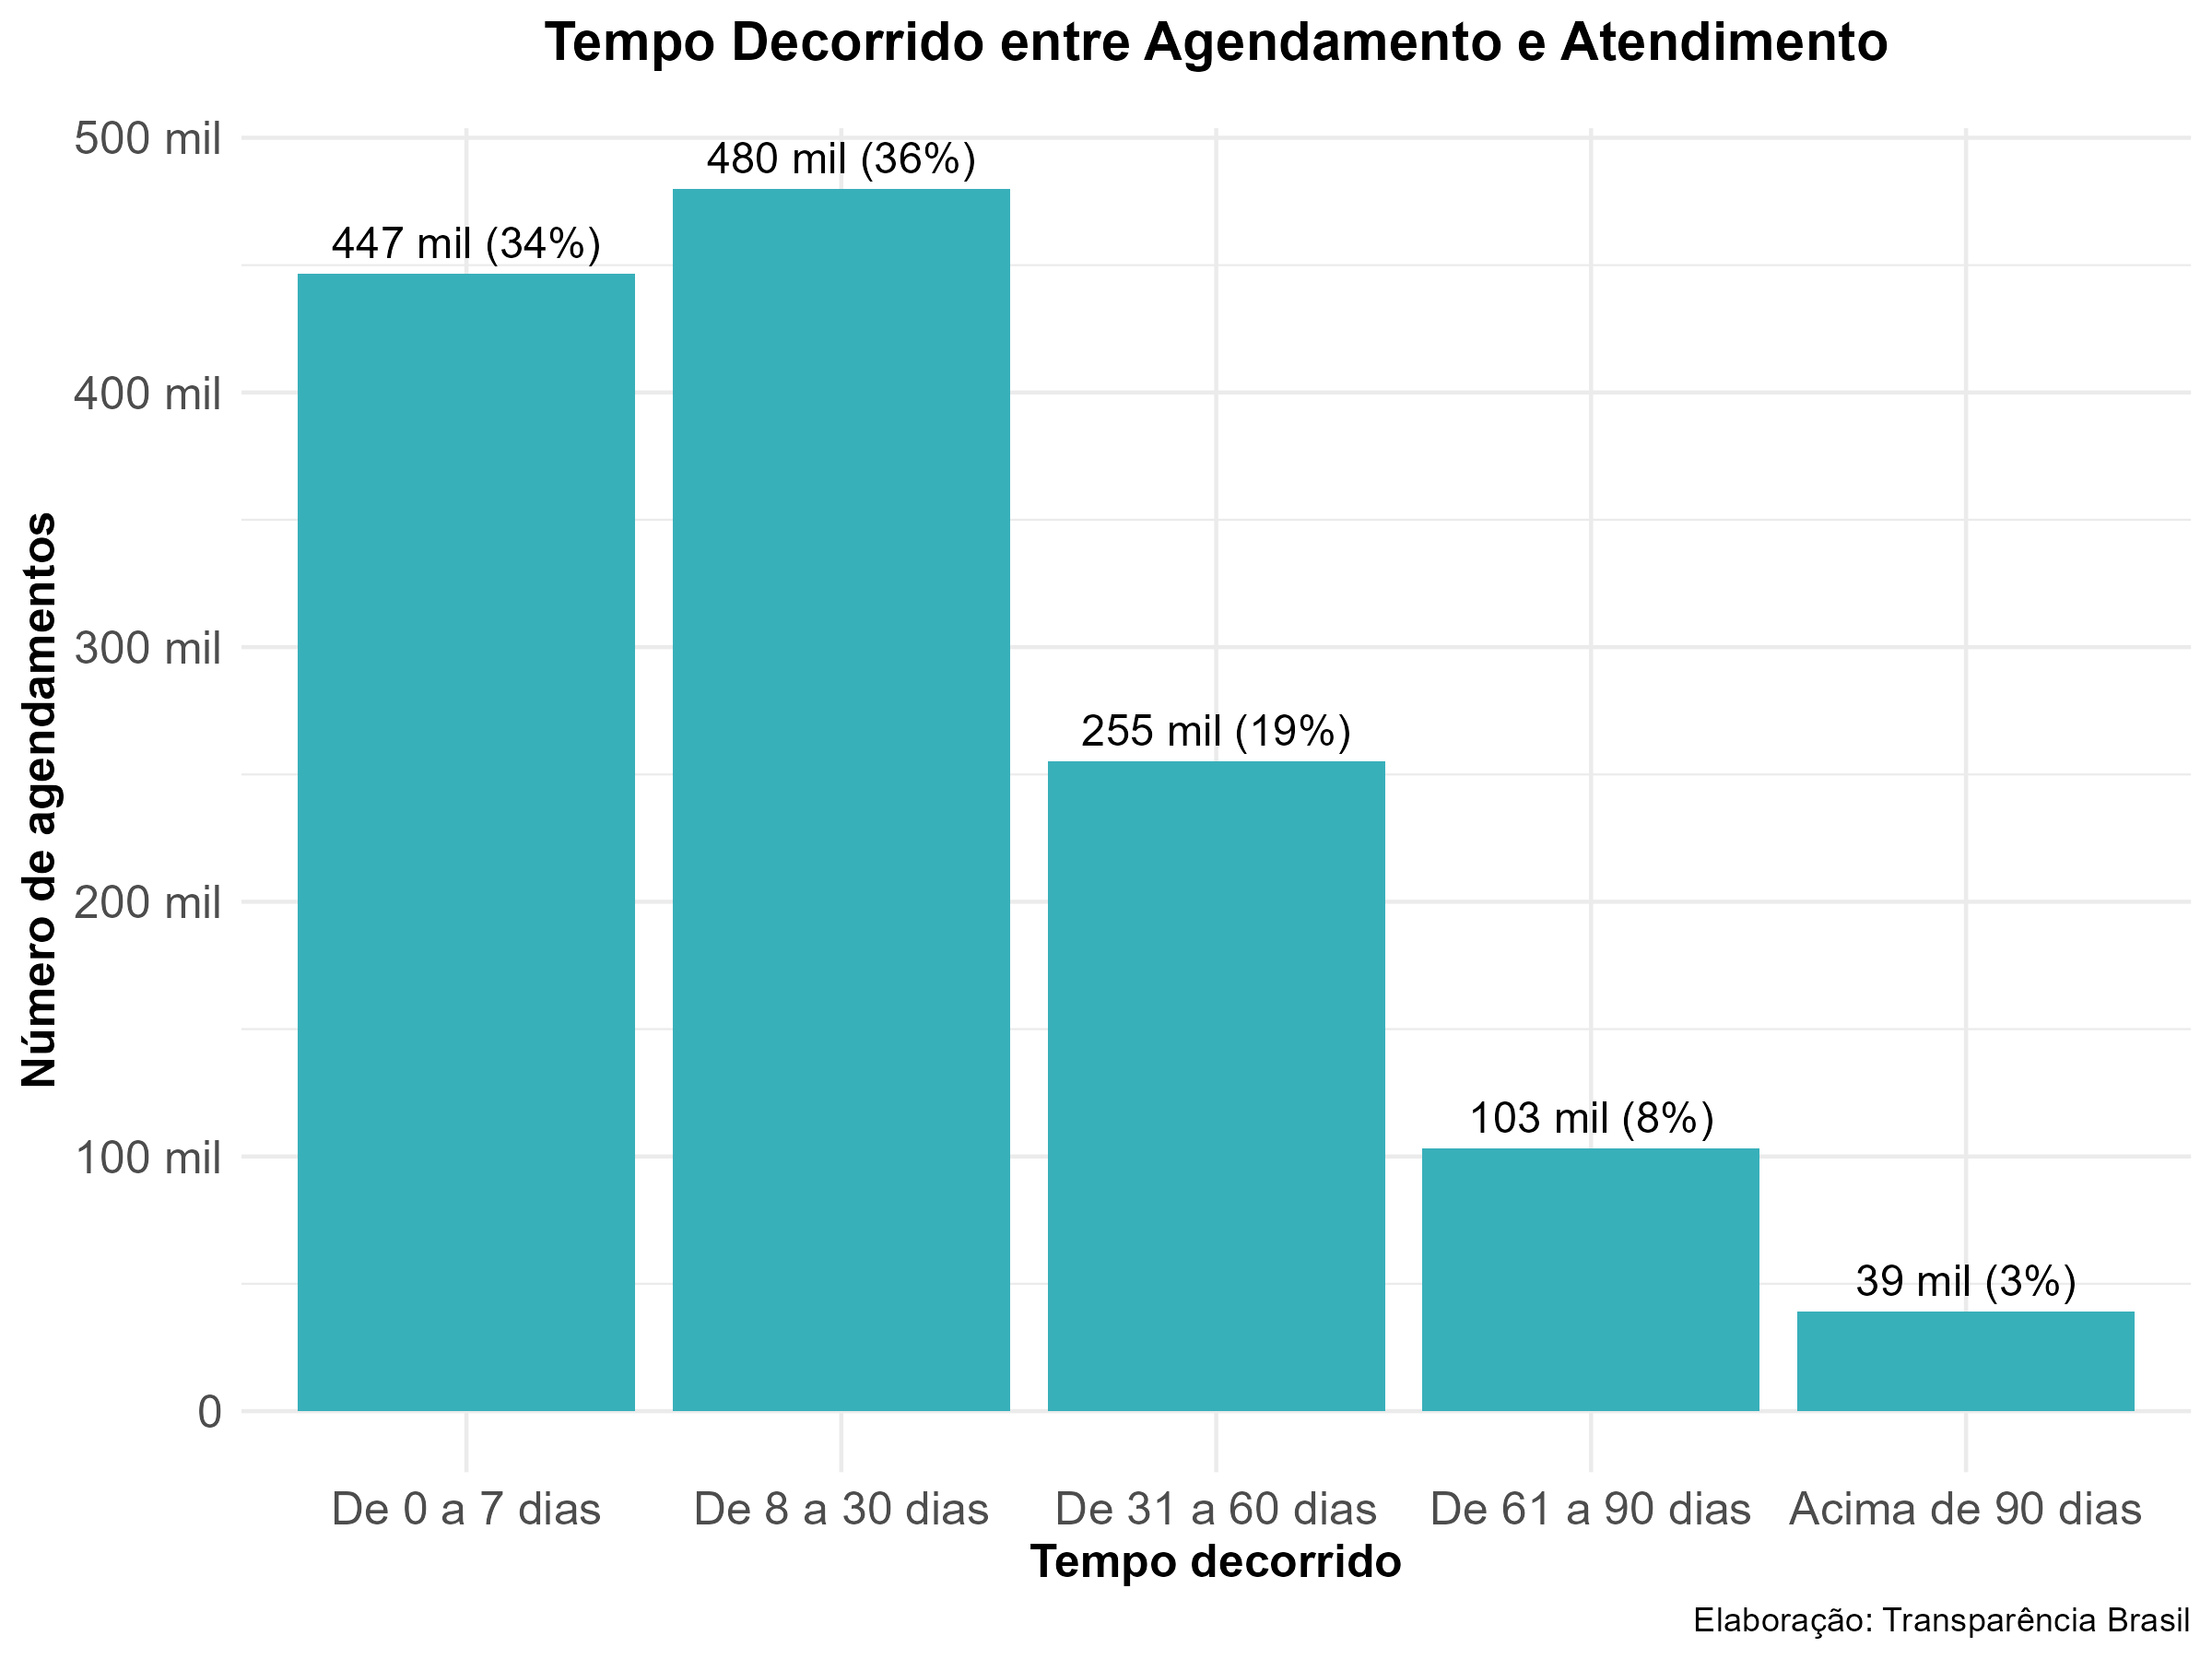 Tempo Decorrido entre Agendamento e Atendimento
500 mil
400 mil
300 mil
200 mil
100 mil
0
Número de agendamentos
447 mil (34%)
480 mil (36%)
255 mil (19%)
103 mil (8%)
39 mil (3%)
De 0 a 7 dias
De 8 a 30 dias
De 31 a 60 dias
De 61 a 90 dias
Acima de 90 dias
Tempo decorrido
Elaboração: Transparência Brasil